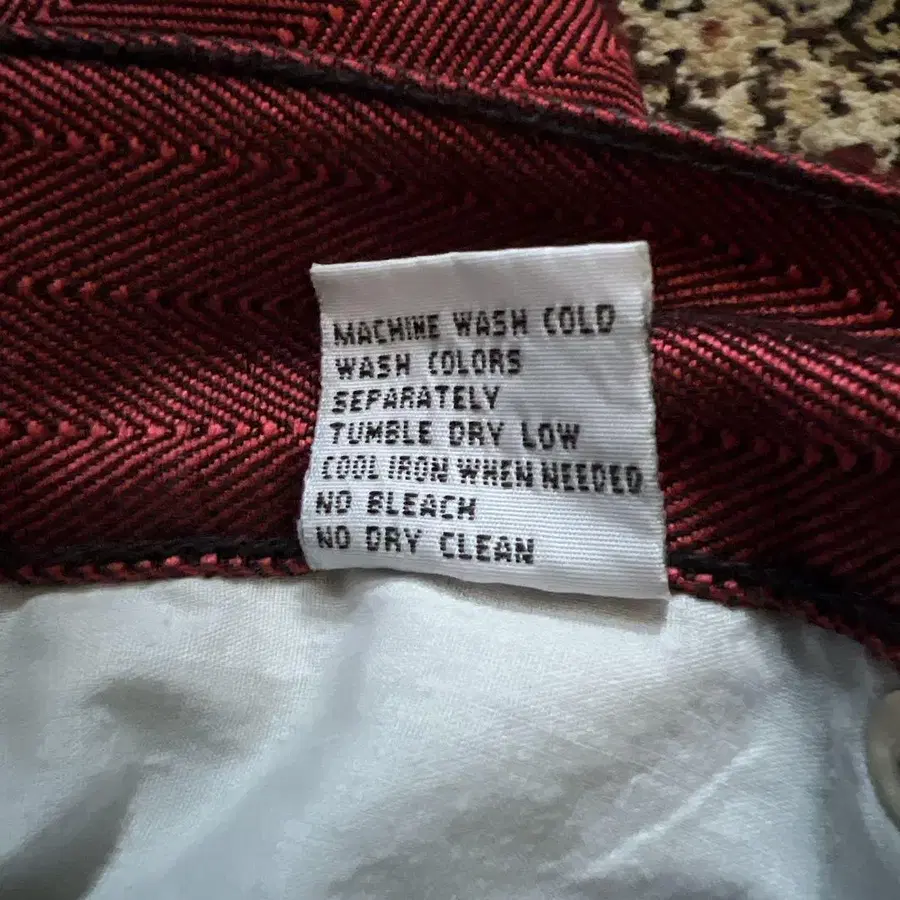 MACHINE WASH COLD
WASH COLORS
SEPARATELY
TUMBLE DRY LOW
COOL IRON WHEN NEEDED
NO BLEACH
NO DRY CLEAN